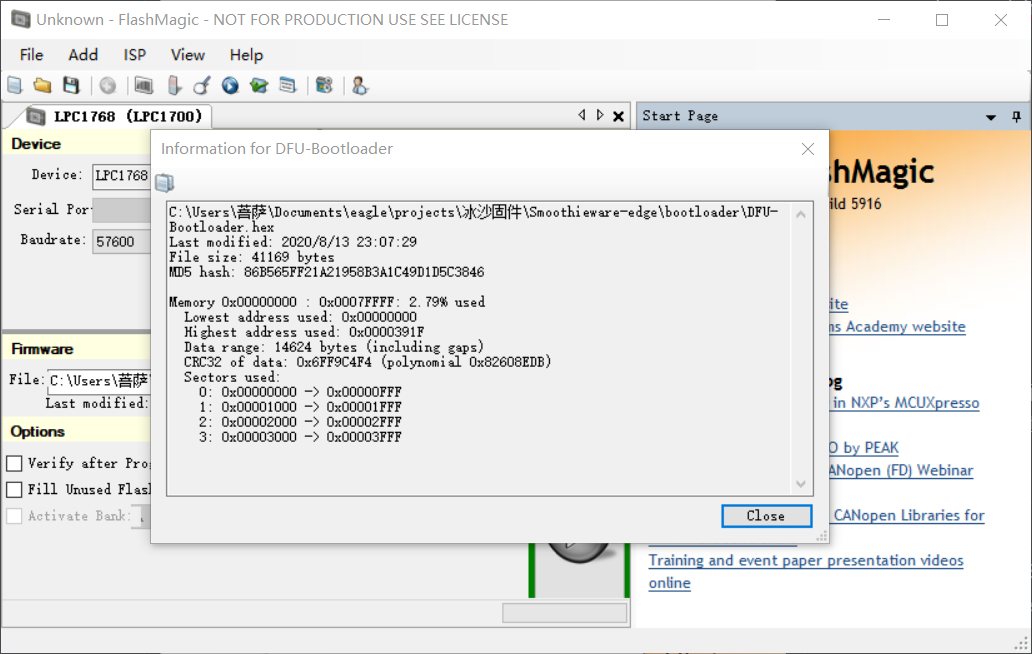 Unknown - FlashMagic - NOT FOR PRODUCTION USE SEE LICENSE
File Add ISP View Help
LPC1768 (LPC1700)
Start Page
Device
Device: LPC1768
Serial Por
Baudrate: 57600
Firmware
File: C:\Users\菩萨
Last modified:
Options
Verify after Pro
Fill Unused Flas
Activate Bank:
Information for DFU-Bootloader
C:\Users\菩萨\Documents\eagle\projects\冰沙固件\Smoothieware-edge\bootloader\DFU-
Bootloader.hex
Last modified: 2020/8/13 23:07:29
File size: 41169 bytes
MD5 hash: 86B565FF21A21958B3A1C49D1D5C3846
Memory 0x00000000 : 0x0007FFFF: 2.79% used
Lowest address used: 0x00000000
Highest address used: 0x0000391F
Data range: 14624 bytes (including gaps)
CRC32 of data: 0x6FF9C4F4 (polynomial 0x82608EDB)
Sectors used:
0: 0x00000000 -> 0x00000FFF
1: 0x00001000 -> 0x00001FFF
2: 0x00002000 -> 0x00002FFF
3: 0x00003000 -> 0x00003FFF
Close
shMagic
ild 5916
ite
ms Academy website
og
in NXP's MCUXpresso
O by PEAK
ANopen (FD) Webinar
CANopen Libraries for
Training and event paper presentation videos
online